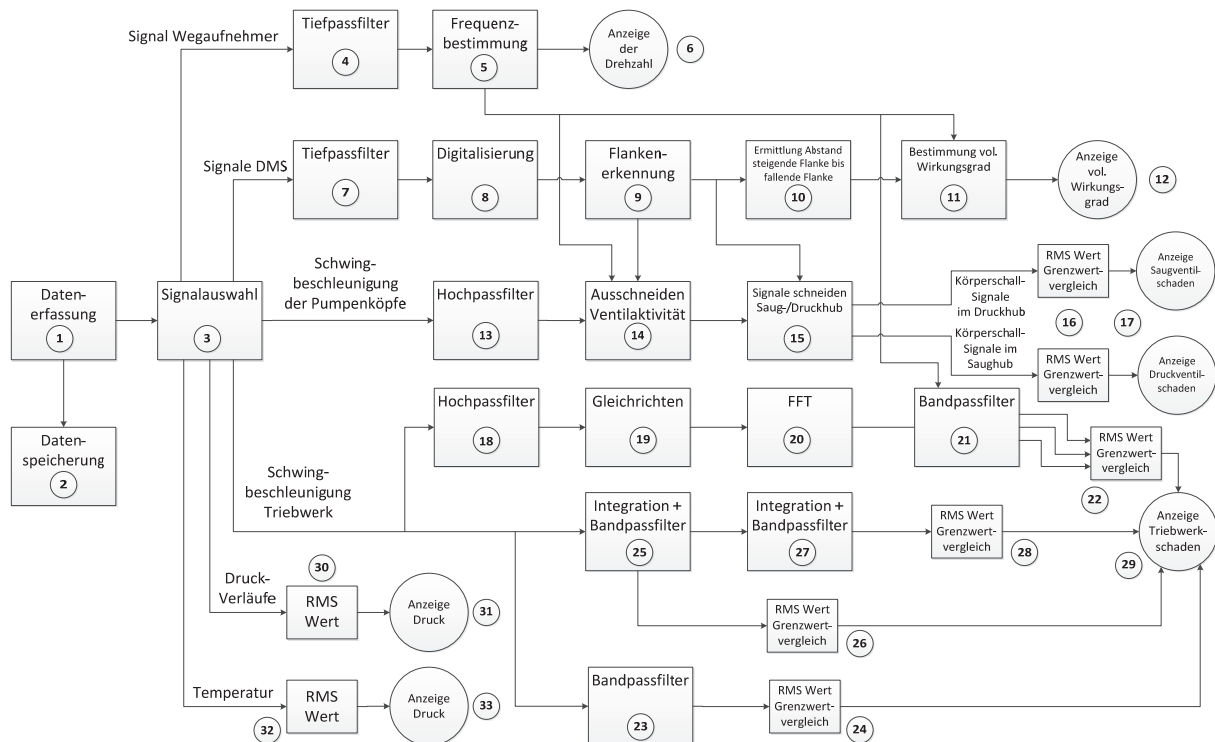 Signal Wegaufnehmer
Tiefpassfilter
4
Frequenz-
bestimmung
5
Anzeige
der
Drehzahl
6
Signale DMS
Tiefpassfilter
7
Digitalisierung
8
Flanken-
erkennung
9
Ermittlung Abstand
steigende Flanke bis
fallende Flanke
10
Bestimmung vol.
Wirkungsgrad
11
Anzeige
vol.
Wirkungs-
grad
12
Daten-
erfassung
1
Signalauswahl
3
Schwing-
beschleunigung
der Pumpenköpfe
Hochpassfilter
13
Ausschneiden
Ventilaktivität
14
Signale schneiden
Saug-/Druckhub
15
Körperschall-
Signale
im Druckhub
RMS Wert
Grenzwert-
vergleich
16
Anzeige
Saugventil-
schaden
17
Körperschall-
Signale im
Saughub
RMS Wert
Grenzwert-
vergleich
Anzeige
Druckventil-
schaden
Daten-
speicherung
2
Hochpassfilter
18
Gleichrichten
19
FFT
20
Bandpassfilter
21
RMS Wert
Grenzwert-
vergleich
22
Schwing-
beschleunigung
Triebwerk
Integration +
Bandpassfilter
25
Integration +
Bandpassfilter
27
RMS Wert
Grenzwert-
vergleich
28
Anzeige
Triebwerk-
schaden
29
Druck-
Verläufe
30
RMS
Wert
Anzeige
Druck
31
RMS Wert
Grenzwert-
vergleich
26
Temperatur
32
RMS
Wert
Anzeige
Druck
33
Bandpassfilter
23
RMS Wert
Grenzwert-
vergleich
24